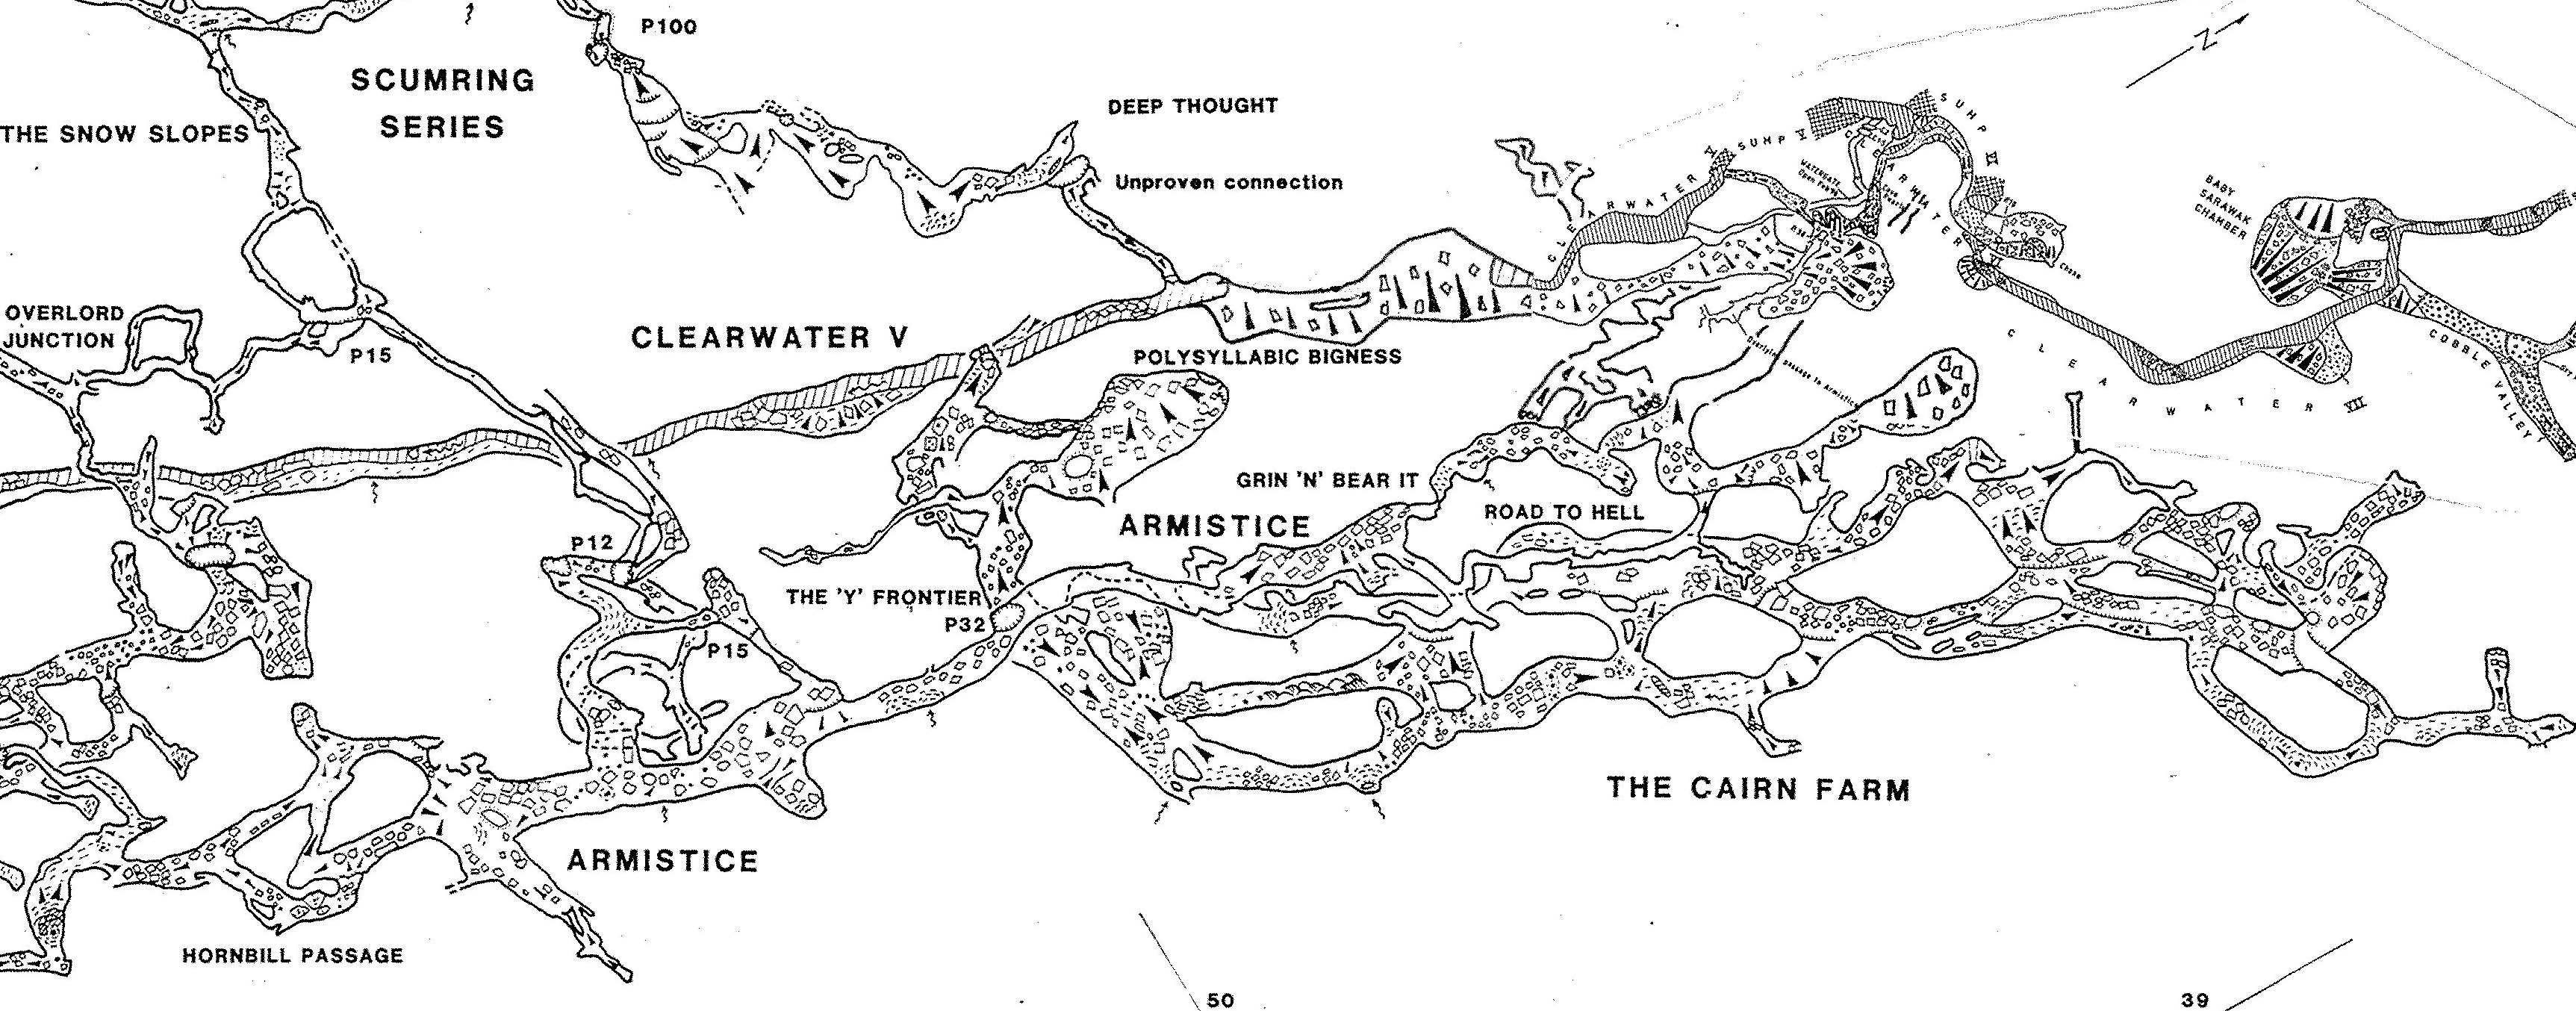 P100
SCUMRING
SERIES
N
DEEP THOUGHT
THE SNOW SLOPES
Unproven connection
SUMP V
SUMP VI
CLEARWATER V
CLEARWATER VI
BABY
SARAWAK
CHAMBER
OVERLORD
JUNCTION
P15
CLEARWATER V
POLYSYLLABIC BIGNESS
Overlying passage to Armistice
CLEARWATER VII
COBBLE VALLEY
GRIN 'N' BEAR IT
ARMISTICE
ROAD TO HELL
P12
THE 'Y' FRONTIER
P32
P15
THE CAIRN FARM
ARMISTICE
HORNBILL PASSAGE
50
39